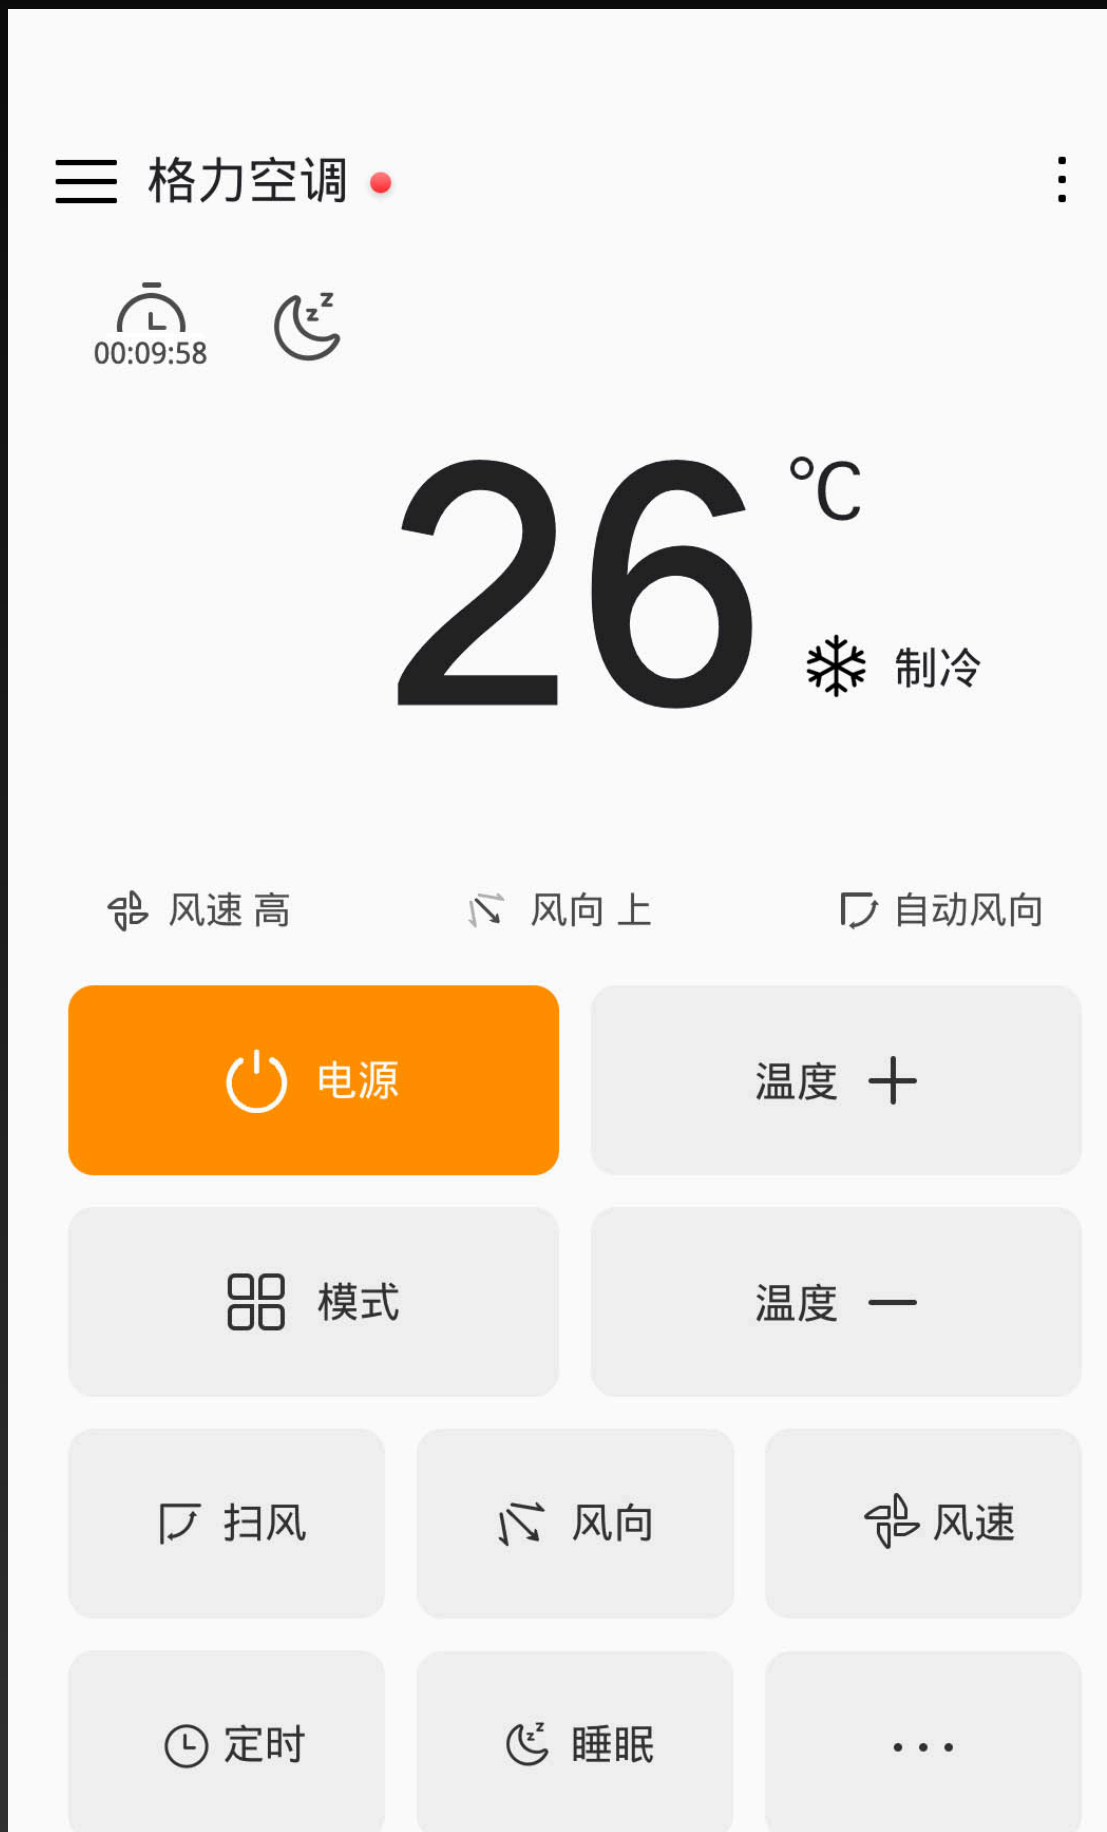 格力空调
00:09:58
26 ℃
制冷
风速 高 风向 上 自动风向
电源 温度 +
模式 温度 −
扫风 风向 风速
定时 睡眠 ...